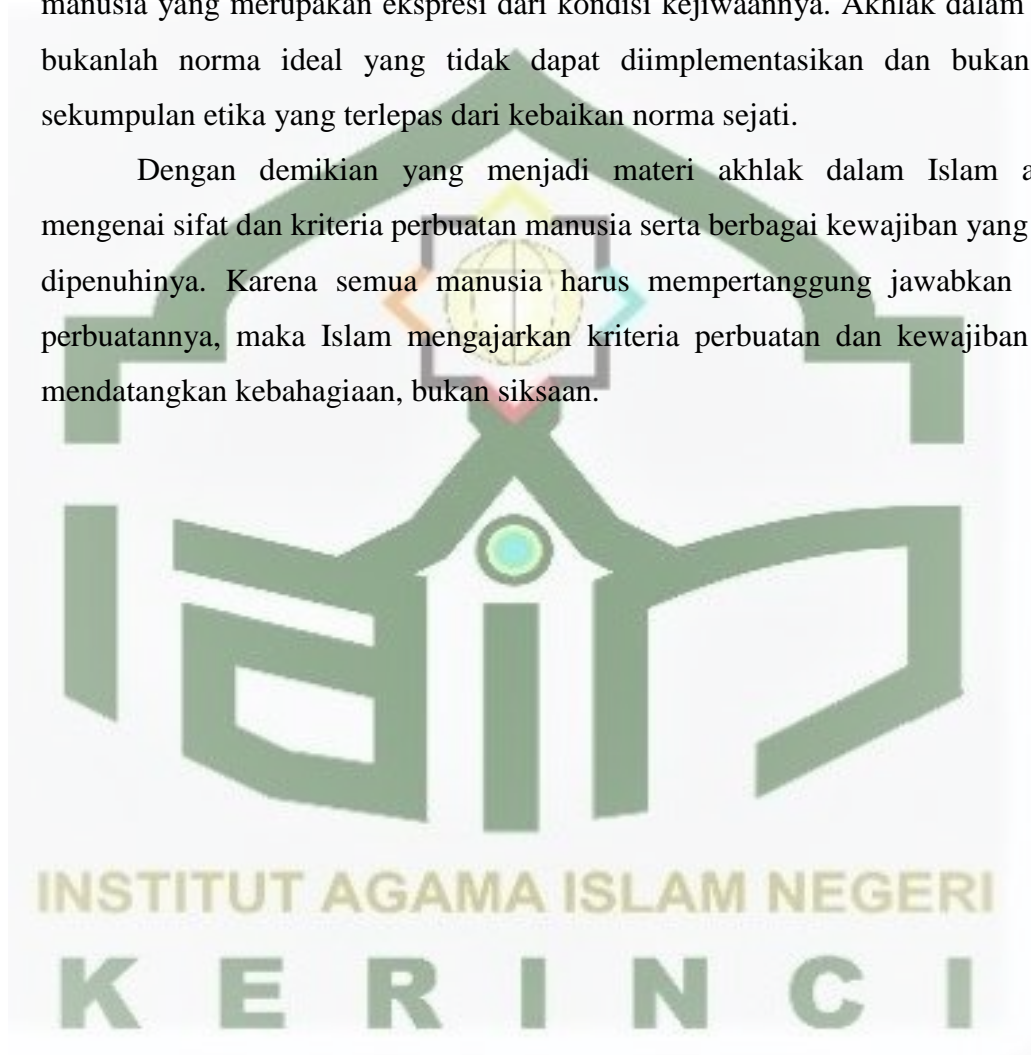 manusia yang merupakan ekspresi dari kondisi kejiwaannya. Akhlak dalam
bukanlah norma ideal yang tidak dapat diimplementasikan dan bukan
sekumpulan etika yang terlepas dari kebaikan norma sejati.
Dengan demikian yang menjadi materi akhlak dalam Islam
mengenai sifat dan kriteria perbuatan manusia serta berbagai kewajiban yang
dipenuhinya. Karena semua manusia harus mempertanggung jawabkan
perbuatannya, maka Islam mengajarkan kriteria perbuatan dan kewajiban
mendatangkan kebahagiaan, bukan siksaan.
iain
INSTITUT AGAMA ISLAM NEGERI
KERINCI